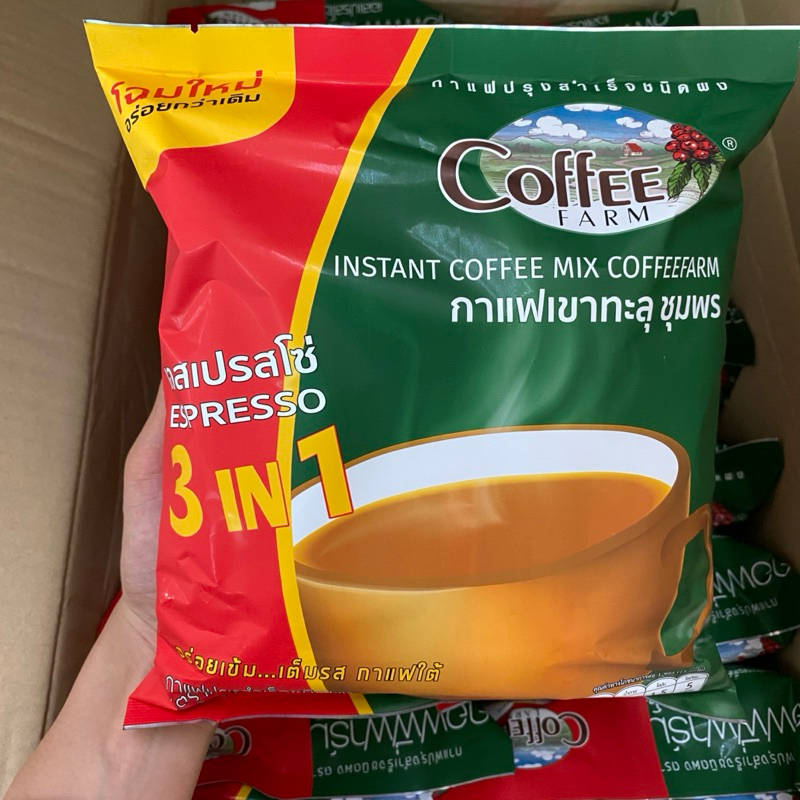 โฉมใหม่
อร่อยกว่าเดิม
กาแฟปรุงสำเร็จชนิดผง
Coffee ®
FARM
INSTANT COFFEE MIX COFFEEFARM
กาแฟเขาทะลุ ชุมพร
เอสเปรสโซ่
ESPRESSO
3 IN 1
อร่อยเข้ม...เต็มรส กาแฟใต้
Coffee
Coffee